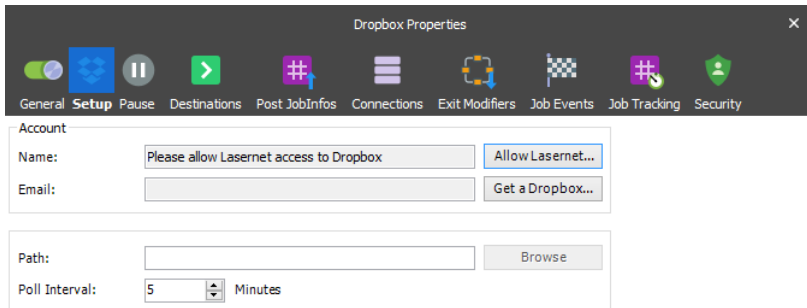 Dropbox Properties
General Setup Pause Destinations Post JobInfos Connections Exit Modifiers Job Events Job Tracking Security
Account
Name: Please allow Lasernet access to Dropbox Allow Lasernet...
Email: Get a Dropbox...
Path: Browse
Poll Interval: 5 Minutes